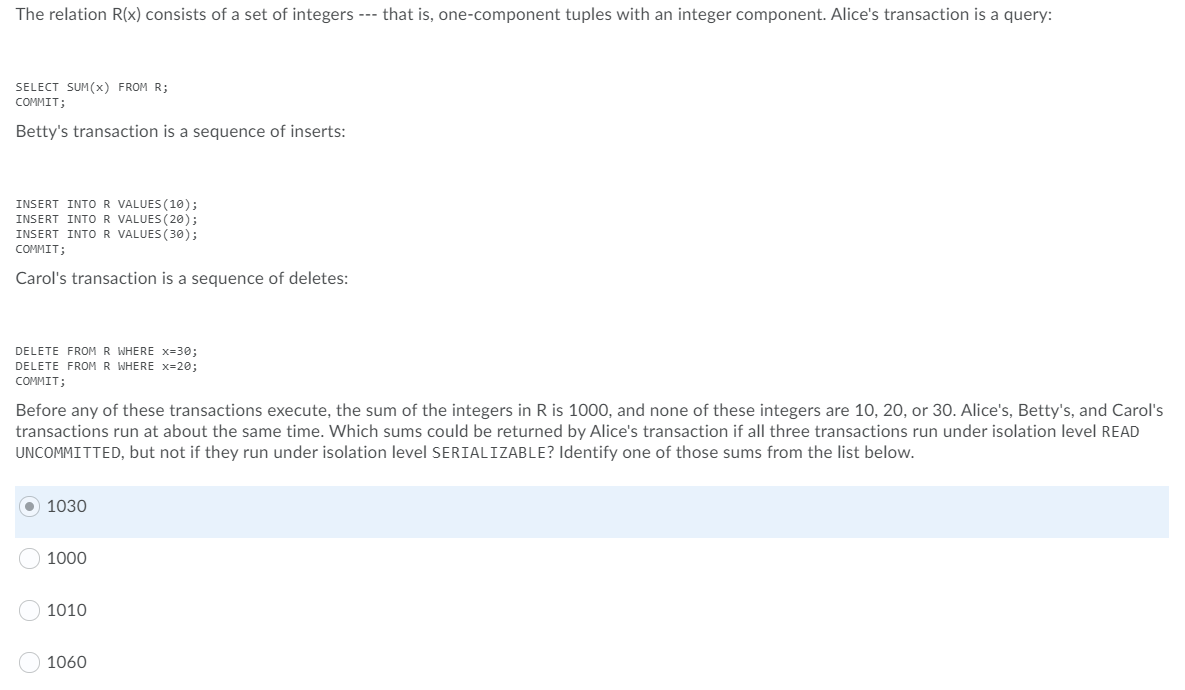 The relation R(x) consists of a set of integers --- that is, one-component tuples with an integer component. Alice's transaction is a query:
SELECT SUM(x) FROM R;
COMMIT;
Betty's transaction is a sequence of inserts:
INSERT INTO R VALUES(10);
INSERT INTO R VALUES(20);
INSERT INTO R VALUES(30);
COMMIT;
Carol's transaction is a sequence of deletes:
DELETE FROM R WHERE x=30;
DELETE FROM R WHERE x=20;
COMMIT;
Before any of these transactions execute, the sum of the integers in R is 1000, and none of these integers are 10, 20, or 30. Alice's, Betty's, and Carol's
transactions run at about the same time. Which sums could be returned by Alice's transaction if all three transactions run under isolation level READ
UNCOMMITTED, but not if they run under isolation level SERIALIZABLE? Identify one of those sums from the list below.
1030
1000
1010
1060